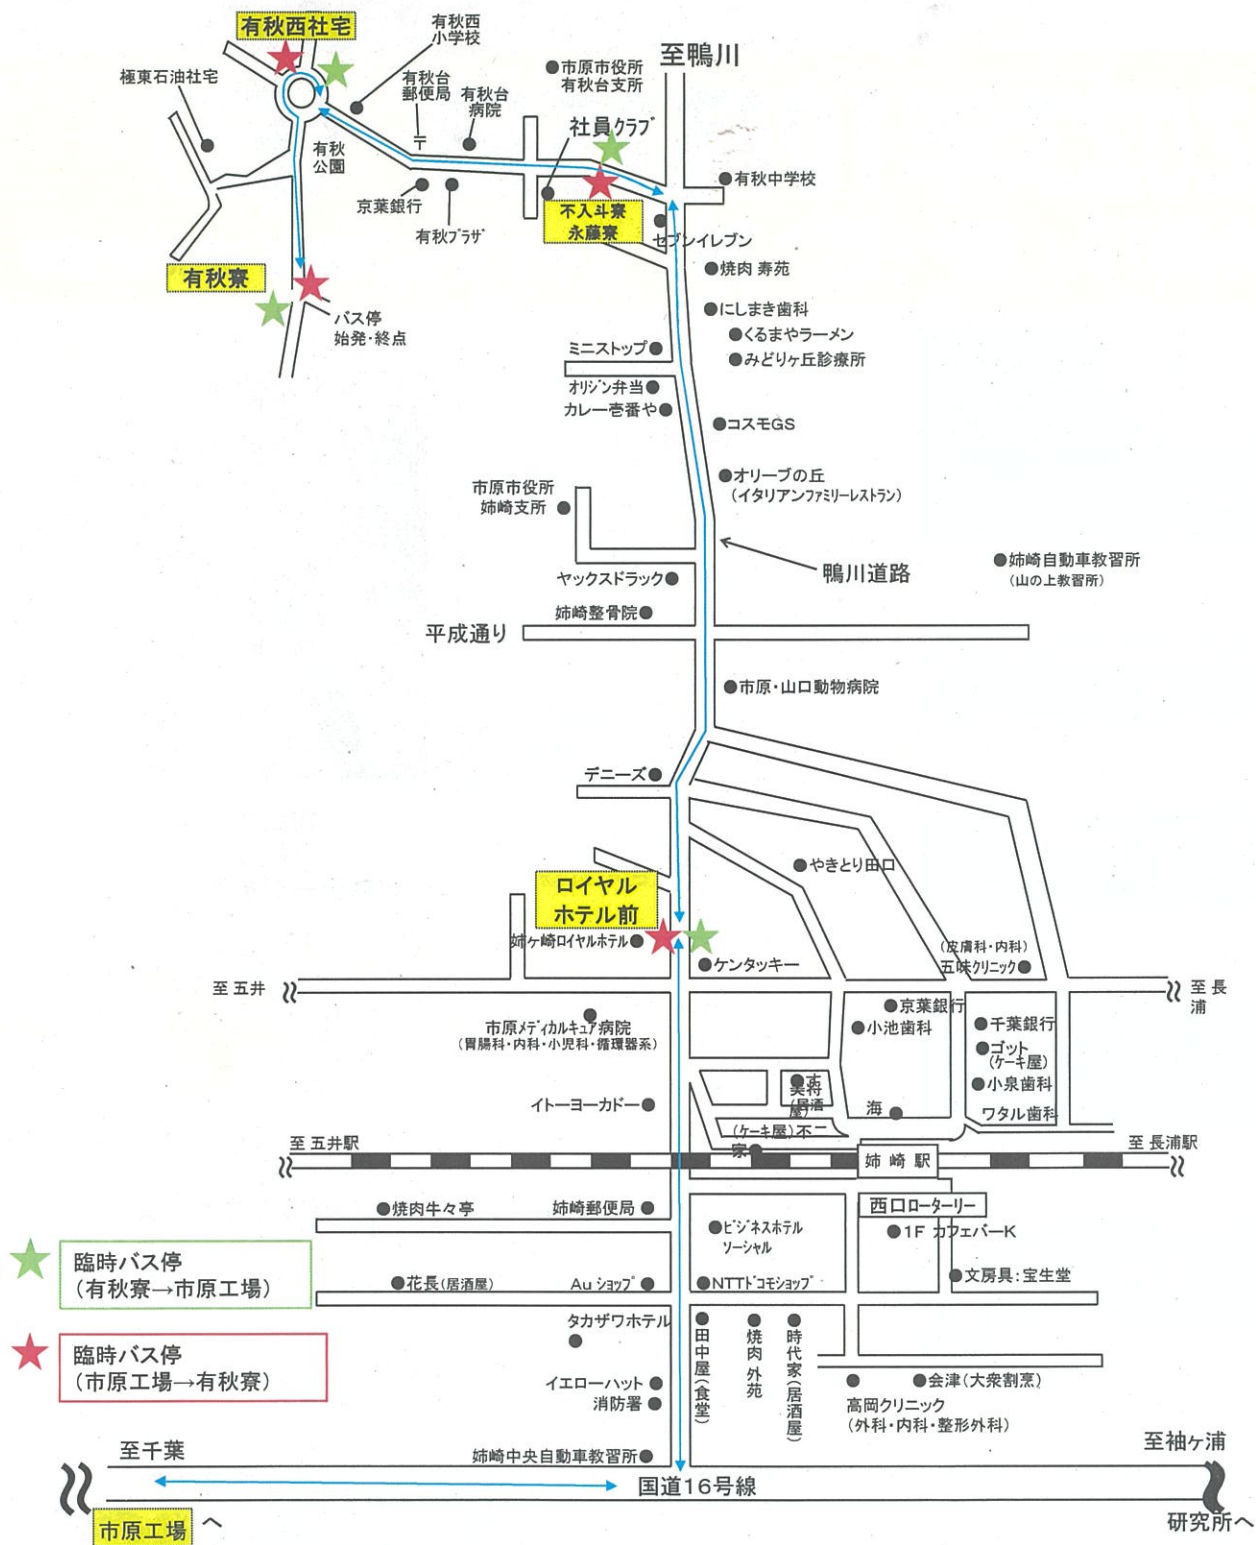 有秋西社宅
有秋西
小学校
極東石油社宅
有秋台
郵便局
〒
有秋台
病院
市原市役所
有秋台支所
至鴨川
社員クラブ
有秋
公園
京葉銀行
有秋プラザ
不入斗寮
永藤寮
有秋中学校
セブンイレブン
焼肉 寿苑
有秋寮
バス停
始発・終点
にしまき歯科
くるまやラーメン
みどりヶ丘診療所
ミニストップ
オリジン弁当
カレー壱番や
コスモGS
オリーブの丘
(イタリアンファミリーレストラン)
市原市役所
姉崎支所
鴨川道路
姉崎自動車教習所
(山の上教習所)
ヤックスドラック
姉崎整骨院
平成通り
市原・山口動物病院
デニーズ
やきとり田口
ロイヤル
ホテル前
姉ヶ崎ロイヤルホテル
ケンタッキー
(皮膚科・内科)
五味クリニック
至 五井
至 長
浦
市原メディカルキュア病院
(胃腸科・内科・小児科・循環器系)
京葉銀行
小池歯科
千葉銀行
ゴット
(ケーキ屋)
小泉歯科
ワタル歯科
イトーヨーカドー
美将
(居酒
屋)
海
(ケーキ屋)不二
家
至 五井駅
姉 崎 駅
至 長浦駅
焼肉牛々亭
姉崎郵便局
ビジネスホテル
ソーシャル
西口ロータリー
1F カフェバーK
臨時バス停
(有秋寮→市原工場)
花長(居酒屋)
Au ショップ
NTTドコモショップ
文房具:宝生堂
タカザワホテル
田中屋(食堂)
焼肉 外苑
時代家(居酒屋)
臨時バス停
(市原工場→有秋寮)
イエローハット
消防署
会津(大衆割烹)
高岡クリニック
(外科・内科・整形外科)
姉崎中央自動車教習所
至千葉
国道16号線
至袖ヶ浦
市原工場 へ
研究所へ